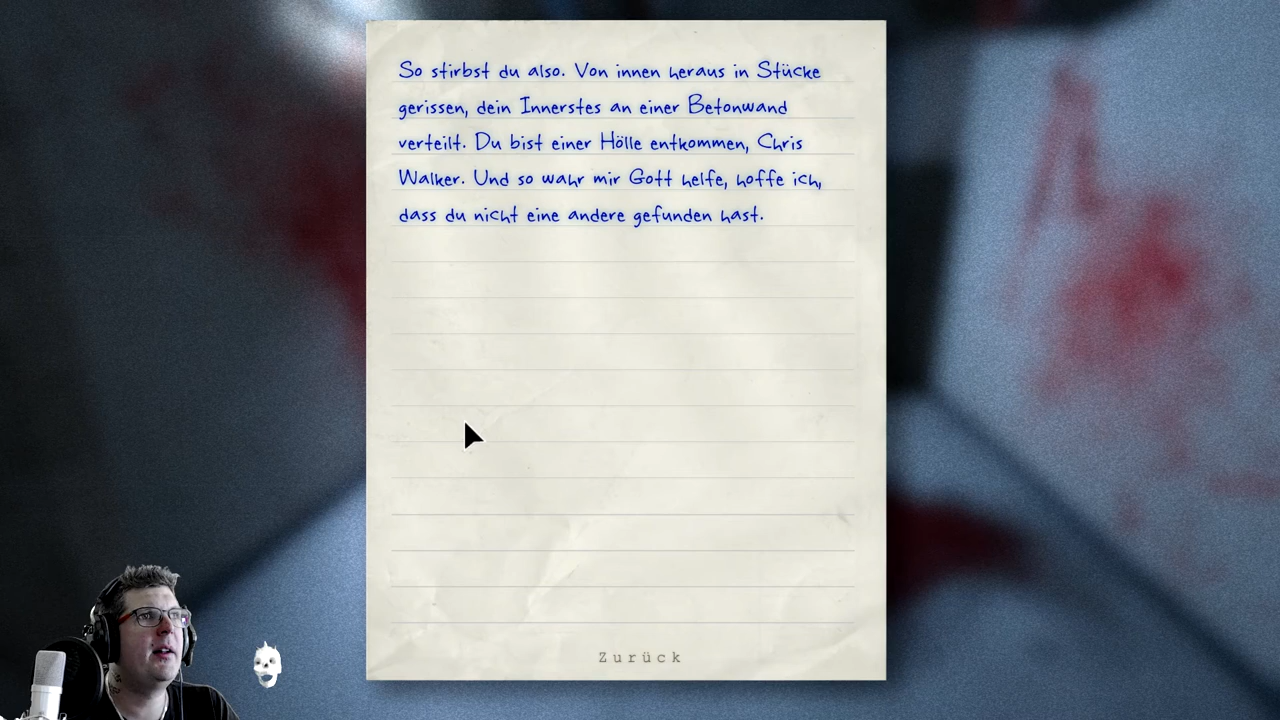 So stirbst du also. Von innen heraus in Stücke
gerissen, dein Innerstes an einer Betonwand
verteilt. Du bist einer Hölle entkommen, Chris
Walker. Und so wahr mir Gott helfe, hoffe ich,
dass du nicht eine andere gefunden hast.
Zurück